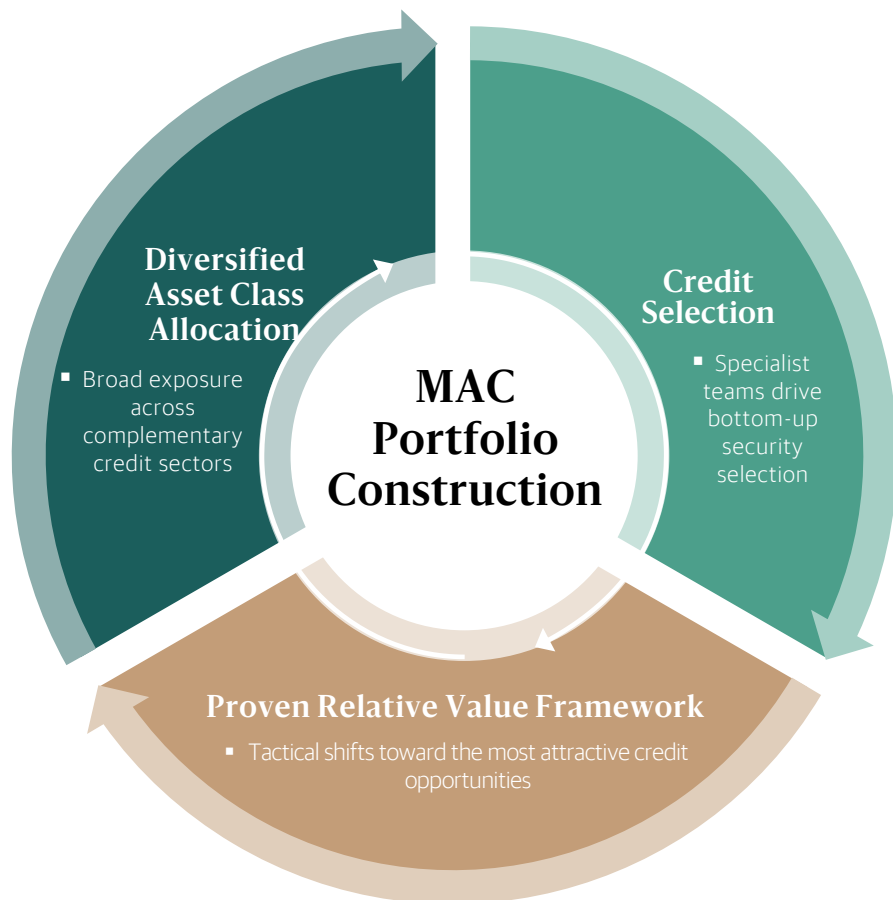 Diversified
Asset Class
Allocation
▪ Broad exposure
across
complementary
credit sectors
Credit
Selection
▪ Specialist
teams drive
bottom-up
security
selection
MAC
Portfolio
Construction
Proven Relative Value Framework
▪ Tactical shifts toward the most attractive credit
opportunities